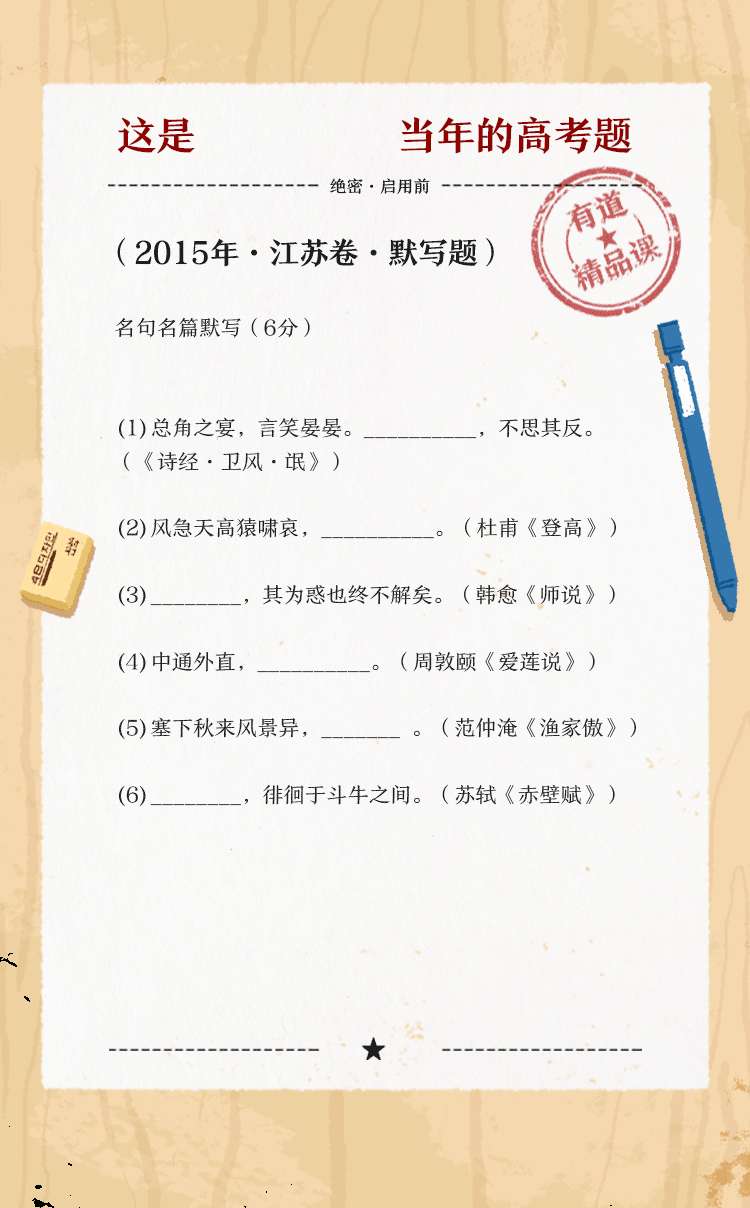 这是 当年的高考题
绝密·启用前
有道
精品课
(2015年·江苏卷·默写题)
名句名篇默写(6分)
(1)总角之宴，言笑晏晏。__________，不思其反。
(《诗经·卫风·氓》)
(2)风急天高猿啸哀，__________。(杜甫《登高》)
(3)________，其为惑也终不解矣。(韩愈《师说》)
(4)中通外直，__________。(周敦颐《爱莲说》)
(5)塞下秋来风景异，_______ 。(范仲淹《渔家傲》)
(6)________，徘徊于斗牛之间。(苏轼《赤壁赋》)